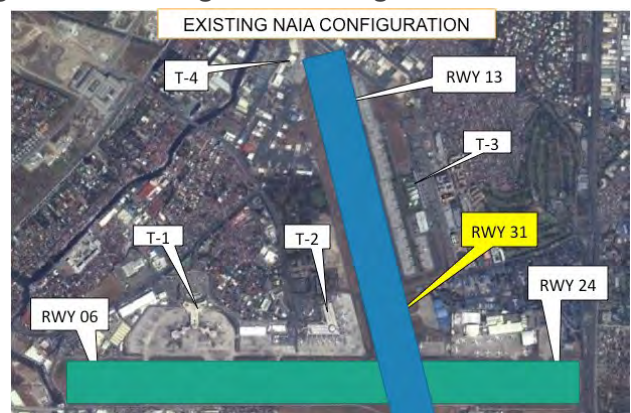 EXISTING NAIA CONFIGURATION
T-4
RWY 13
T-3
T-1
T-2
RWY 31
RWY 24
RWY 06